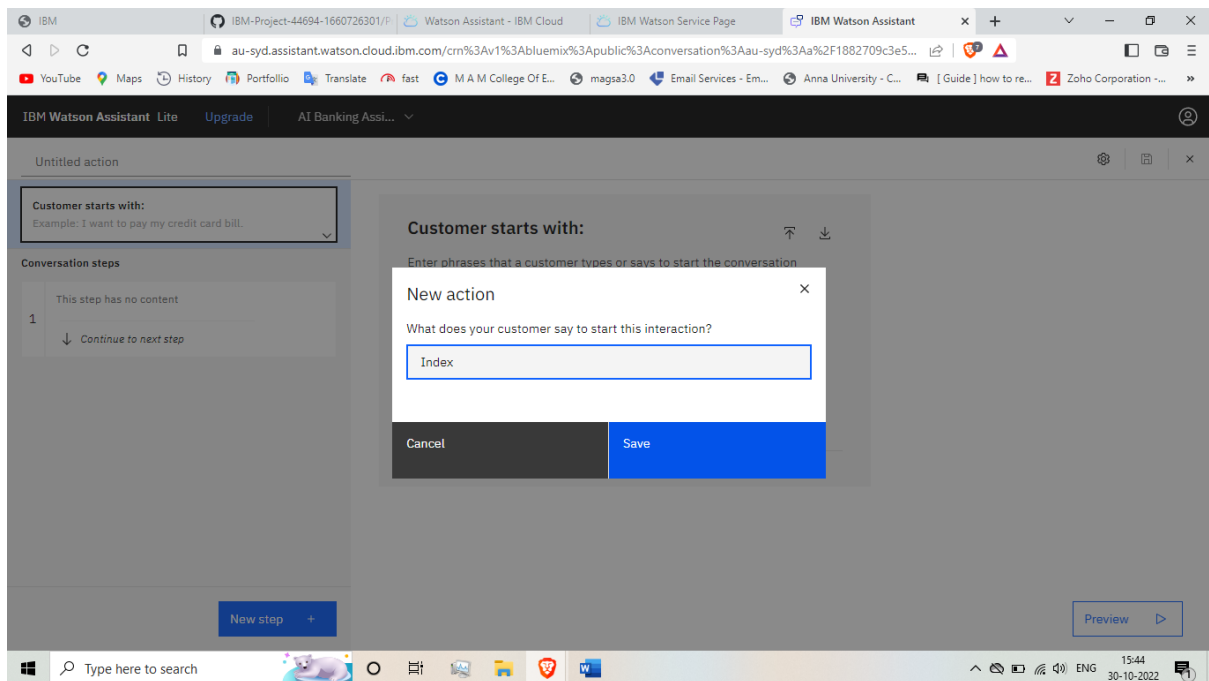 IBM
IBM-Project-44694-1660726301/P
Watson Assistant - IBM Cloud
IBM Watson Service Page
IBM Watson Assistant
au-syd.assistant.watson.cloud.ibm.com/crn%3Av1%3Abluemix%3Apublic%3Aconversation%3Aau-syd%3Aa%2F1882709c3e5...
YouTube
Maps
History
Portfolio
Translate
fast
M A M College Of E...
magsa3.0
Email Services - Em...
Anna University - C...
[ Guide ] how to re...
Zoho Corporation -...
IBM Watson Assistant Lite
Upgrade
AI Banking Assi...
Untitled action
Customer starts with:
Example: I want to pay my credit card bill.
Conversation steps
This step has no content
1
Continue to next step
Customer starts with:
Enter phrases that a customer types or says to start the conversation
New action
What does your customer say to start this interaction?
Index
Cancel
Save
New step +
Preview
Type here to search
ENG
15:44
30-10-2022